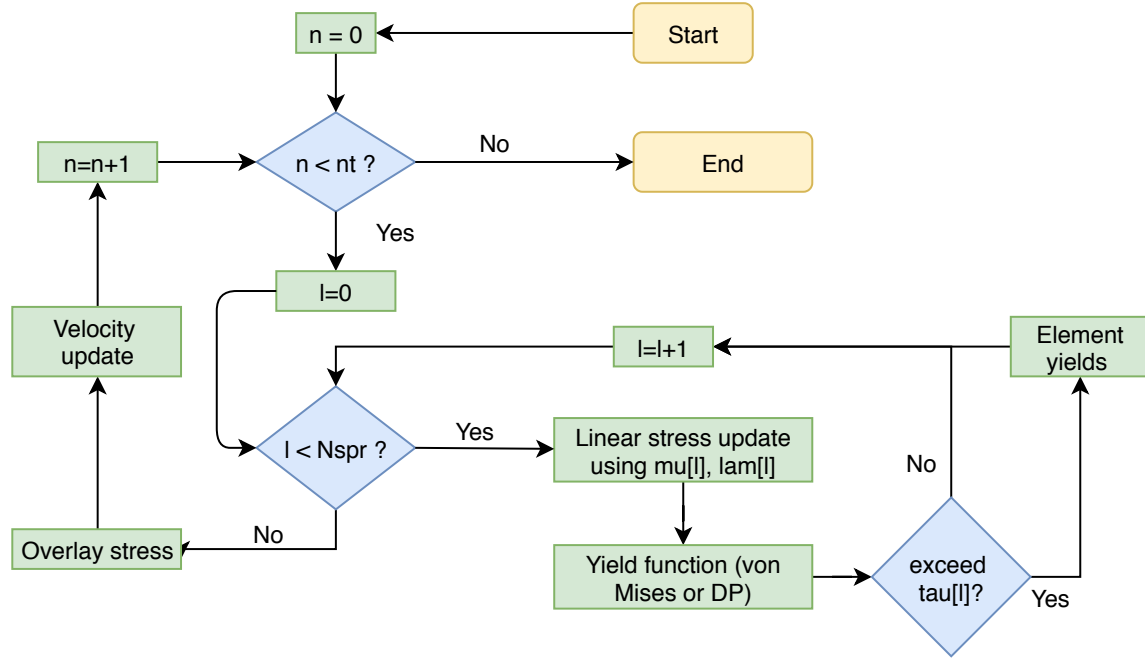 n = 0
Start
n=n+1
n < nt ?
No
End
Yes
l=0
Velocity
update
l=l+1
Element
yields
l < Nspr ?
Yes
Linear stress update
using mu[l], lam[l]
No
Overlay stress
No
Yield function (von
Mises or DP)
exceed
tau[l]?
Yes